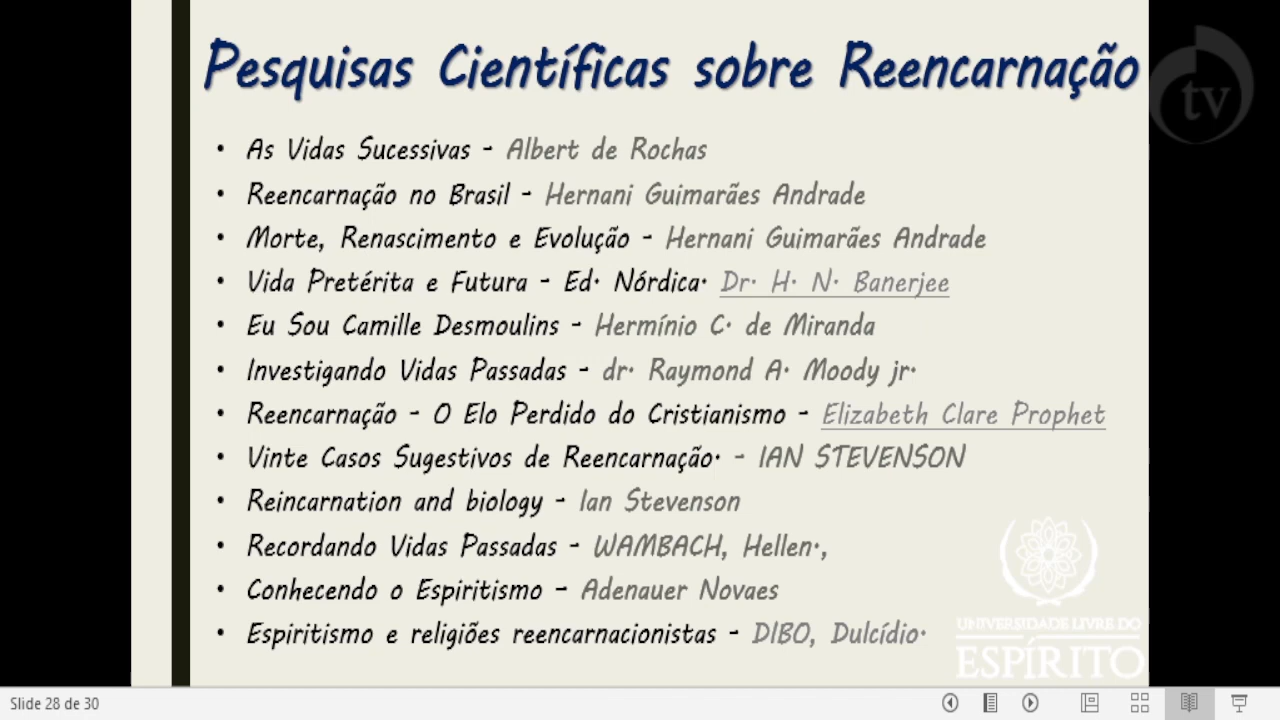 Pesquisas Científicas sobre Reencarnação
tv
• As Vidas Sucessivas - Albert de Rochas
• Reencarnação no Brasil - Hernani Guimarães Andrade
• Morte, Renascimento e Evolução - Hernani Guimarães Andrade
• Vida Pretérita e Futura - Ed. Nórdica. Dr. H. N. Banerjee
• Eu Sou Camille Desmoulins - Hermínio C. de Miranda
• Investigando Vidas Passadas - dr. Raymond A. Moody jr.
• Reencarnação - O Elo Perdido do Cristianismo - Elizabeth Clare Prophet
• Vinte Casos Sugestivos de Reencarnação. - IAN STEVENSON
• Reincarnation and biology - Ian Stevenson
• Recordando Vidas Passadas - WAMBACH, Hellen.,
• Conhecendo o Espiritismo - Adenauer Novaes
• Espiritismo e religiões reencarnacionistas - DIBO, Dulcídio.
UNIVERSIDADE LIVRE DO
ESPÍRITO
Slide 28 de 30